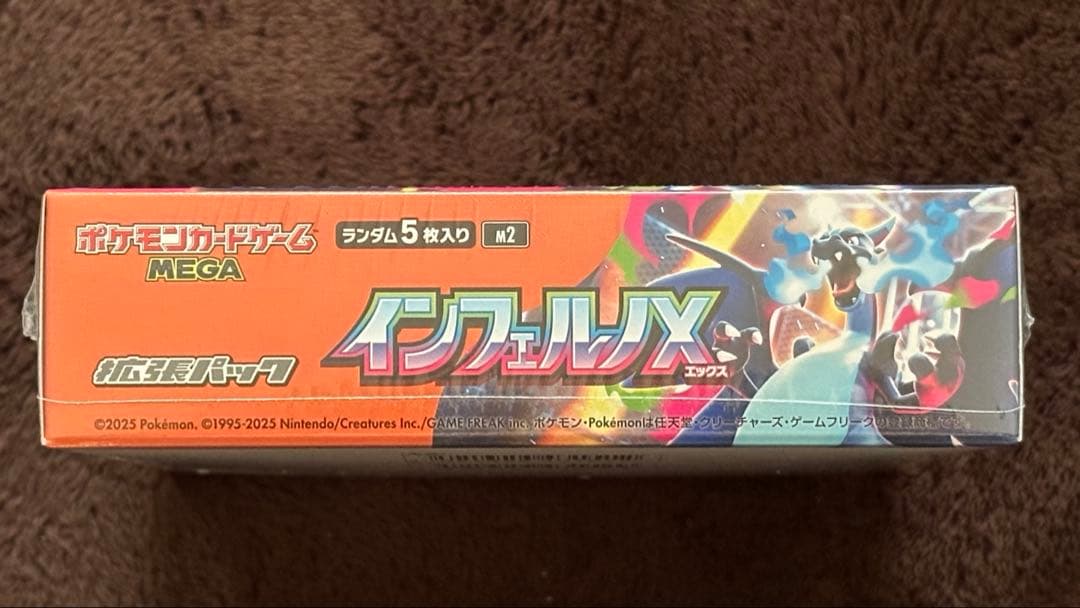 ポケモンカードゲーム
MEGA
ランダム5枚入り
M2
インフェルノX
エックス
拡張パック
©2025 Pokémon. ©1995-2025 Nintendo/Creatures Inc./GAME FREAK inc. ポケモン・Pokémonは任天堂・クリーチャーズ・ゲームフリークの登録商標です。